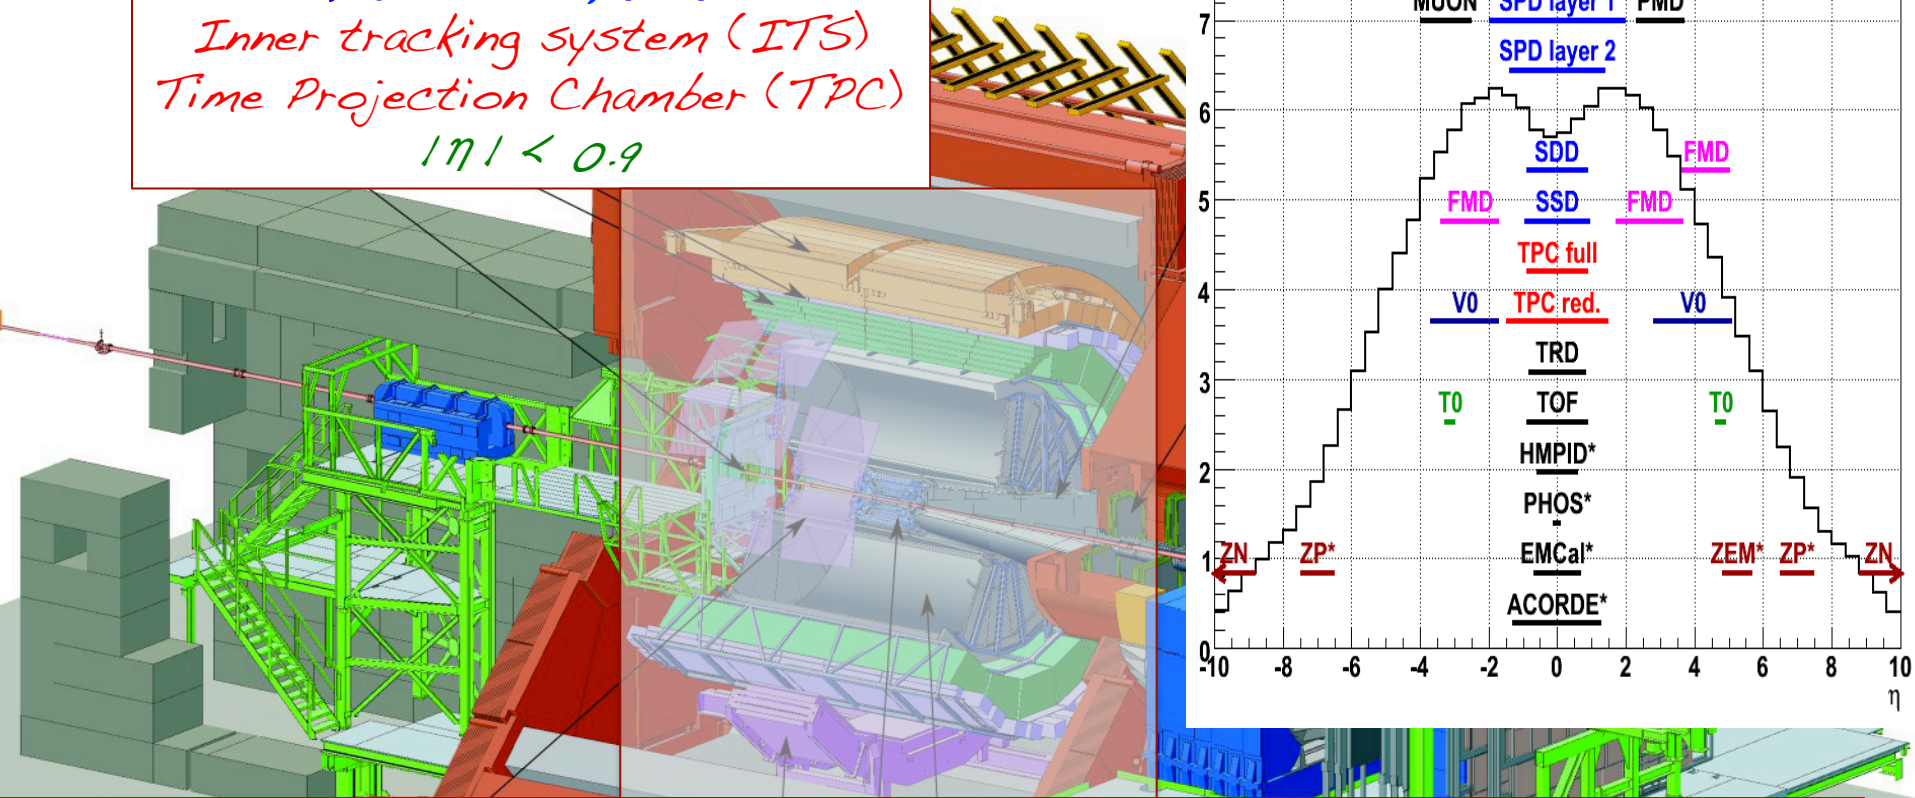 Inner tracking system (ITS)
Time Projection Chamber (TPC)
|η| < 0.9
MUON SPD layer 1 PMD
7
SPD layer 2
6
SDD FMD
5
FMD SSD FMD
TPC full
4
V0 TPC red. V0
TRD
3
T0 TOF T0
HMPID*
2
PHOS*
1
ZN ZP* EMCal* ZEM* ZP* ZN
ACORDE*
0
-10 -8 -6 -4 -2 0 2 4 6 8 10
η